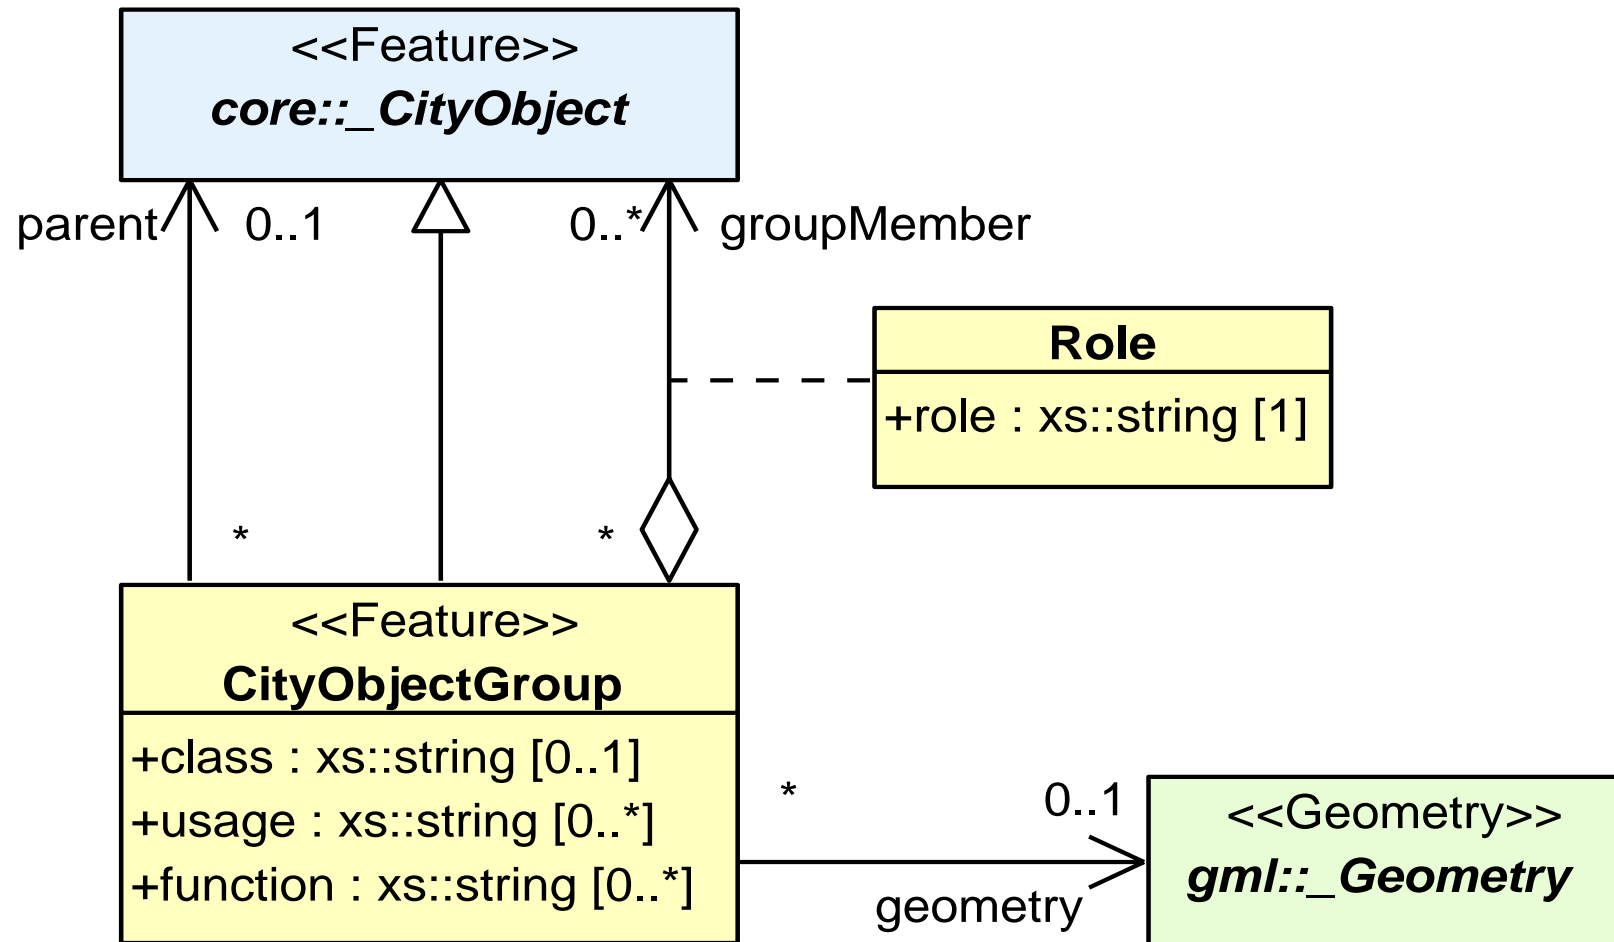 <<Feature>>
core::_CityObject
parent 0..1 0..* groupMember
Role
+role : xs::string [1]
* *
<<Feature>>
CityObjectGroup
+class : xs::string [0..1]
+usage : xs::string [0..*]
+function : xs::string [0..*]
* 0..1
geometry
<<Geometry>>
gml::_Geometry